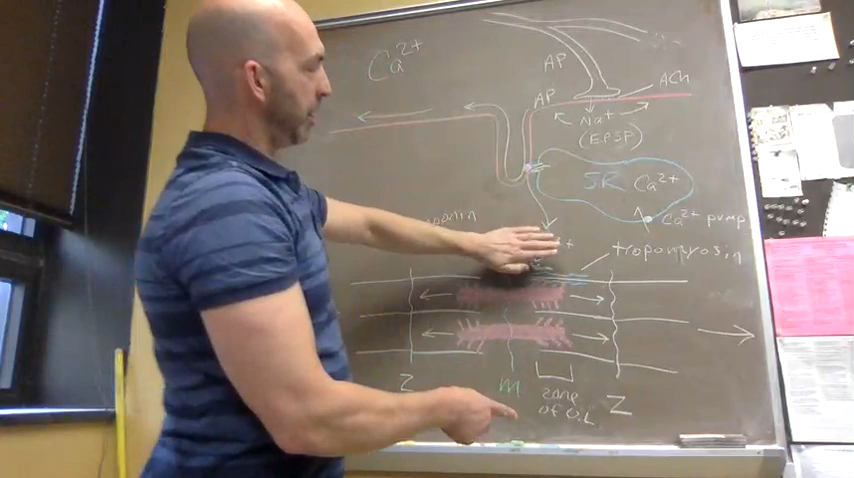 Ca2+
AP
ACh
AP
Na+
(EPSP)
SR Ca2+
Ca2+ pump
tropomyosin
Z
M
zone
of O.L.
Z